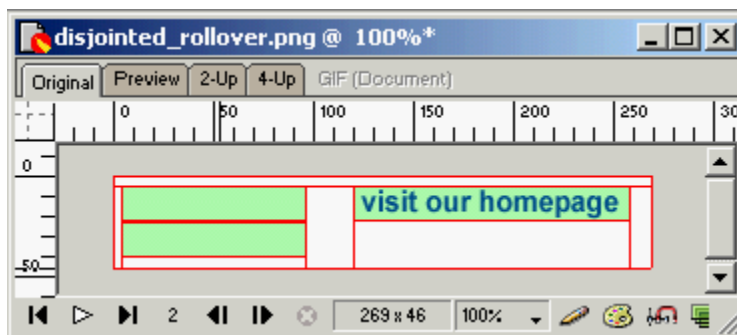 disjointed_rollover.png @ 100%*
Original Preview 2-Up 4-Up GIF (Document)
0 50 100 150 200 250 30
0
visit our homepage
50
2 269 x 46 100%